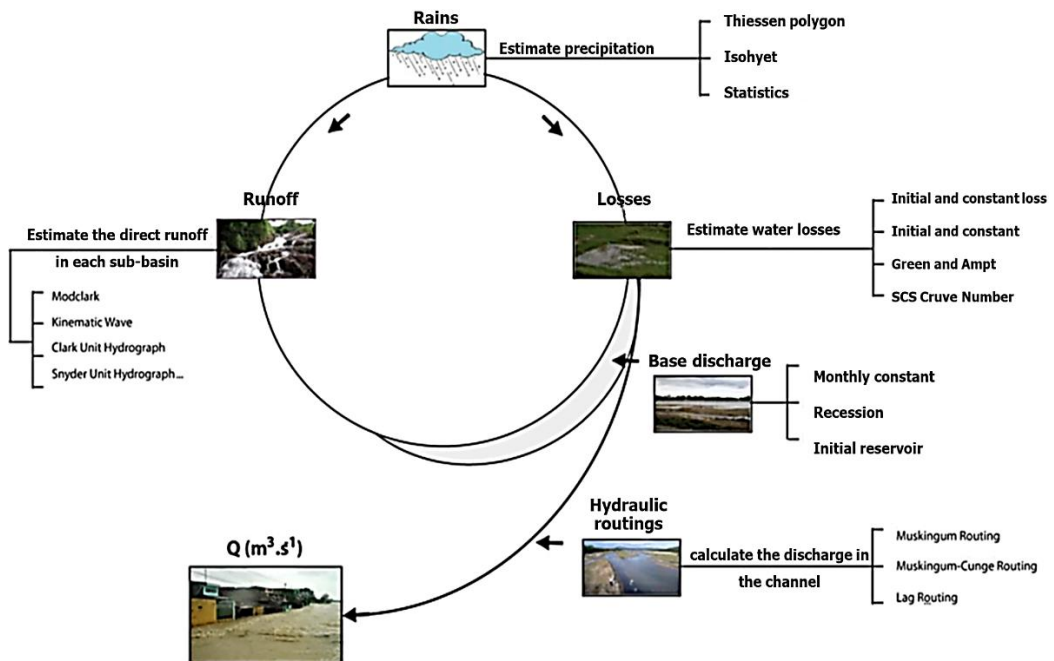 Rains
Estimate precipitation
Thiessen polygon
Isohyet
Statistics
Runoff
Estimate the direct runoff
in each sub-basin
Modclark
Kinematic Wave
Clark Unit Hydrograph
Snyder Unit Hydrograph...
Losses
Estimate water losses
Initial and constant loss
Initial and constant
Green and Ampt
SCS Cruve Number
Base discharge
Monthly constant
Recession
Initial reservoir
Hydraulic
routings
calculate the discharge in
the channel
Muskingum Routing
Muskingum-Cunge Routing
Lag Routing
Q (m³.ś¹)